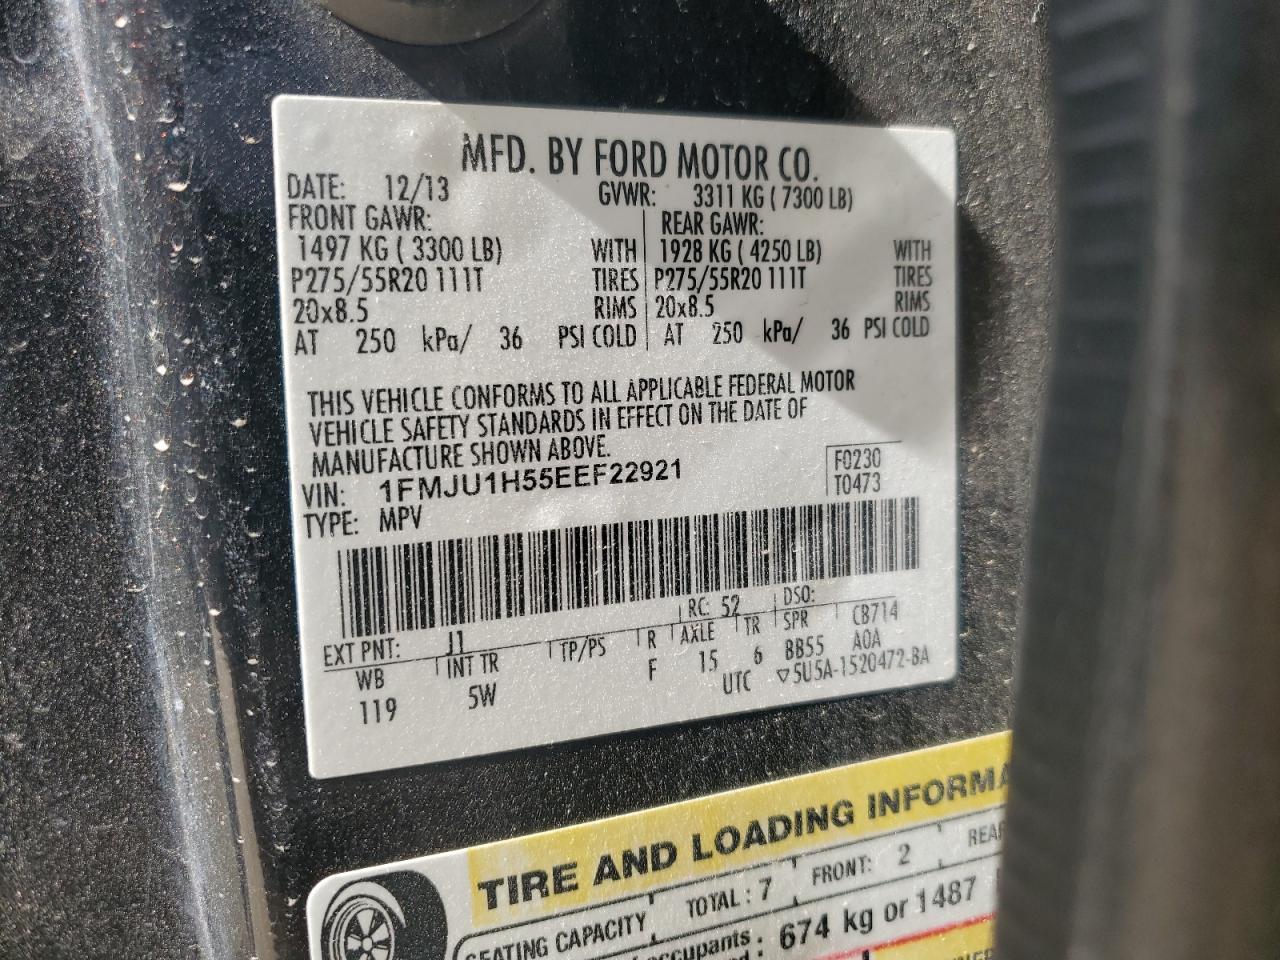 MFD. BY FORD MOTOR CO.
DATE: 12/13 GVWR: 3311 KG ( 7300 LB)
FRONT GAWR: REAR GAWR:
1497 KG ( 3300 LB) WITH 1928 KG ( 4250 LB) WITH
P275/55R20 111T TIRES P275/55R20 111T TIRES
20x8.5 RIMS 20x8.5 RIMS
AT 250 kPa/ 36 PSI COLD AT 250 kPa/ 36 PSI COLD
THIS VEHICLE CONFORMS TO ALL APPLICABLE FEDERAL MOTOR
VEHICLE SAFETY STANDARDS IN EFFECT ON THE DATE OF
MANUFACTURE SHOWN ABOVE.
VIN: 1FMJU1H55EEF22921 F0230
TYPE: MPV T0473
EXT PNT: J1 RC: 52 DSO:
WB INT TR TP/PS R AXLE TR SPR CB714
119 5W F 15 6 BB55 AOA
UTC ▽5U5A-1520472-BA
TIRE AND LOADING
SEATING CAPACITY TOTAL : 7 FRONT: 2
674 kg or 1487